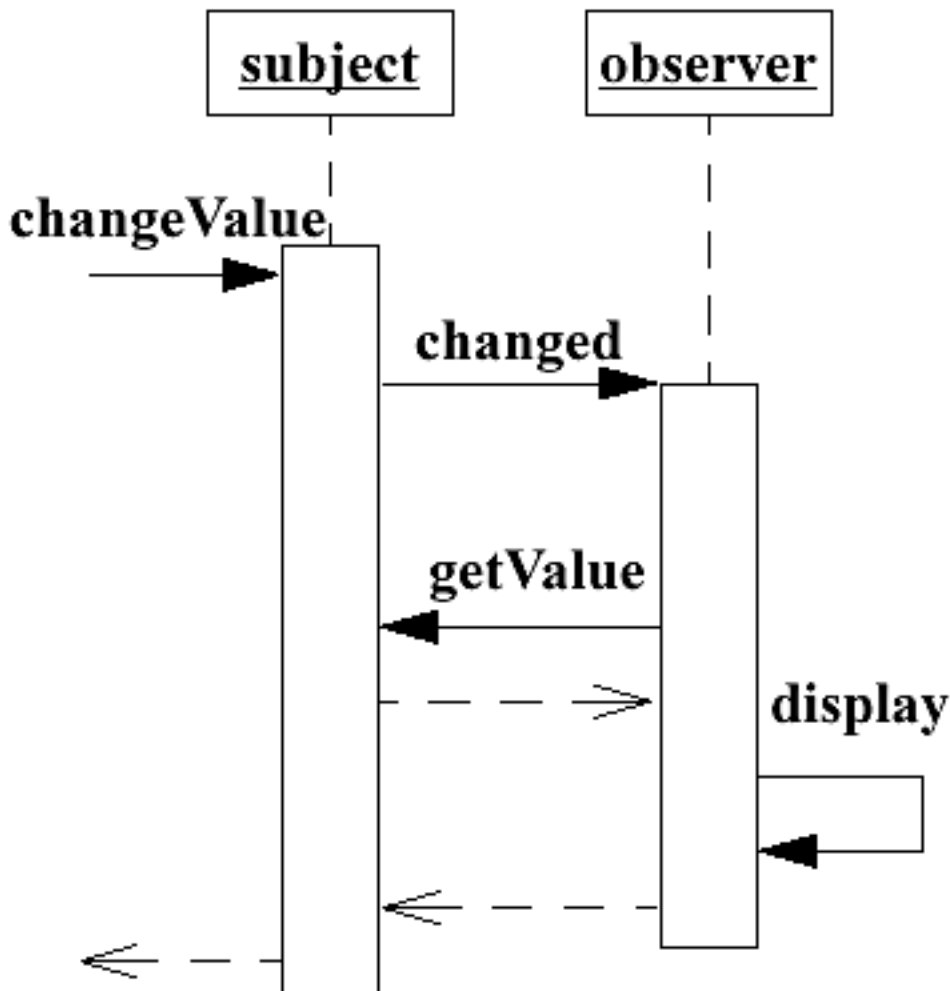 subject
observer
changeValue
changed
getValue
display